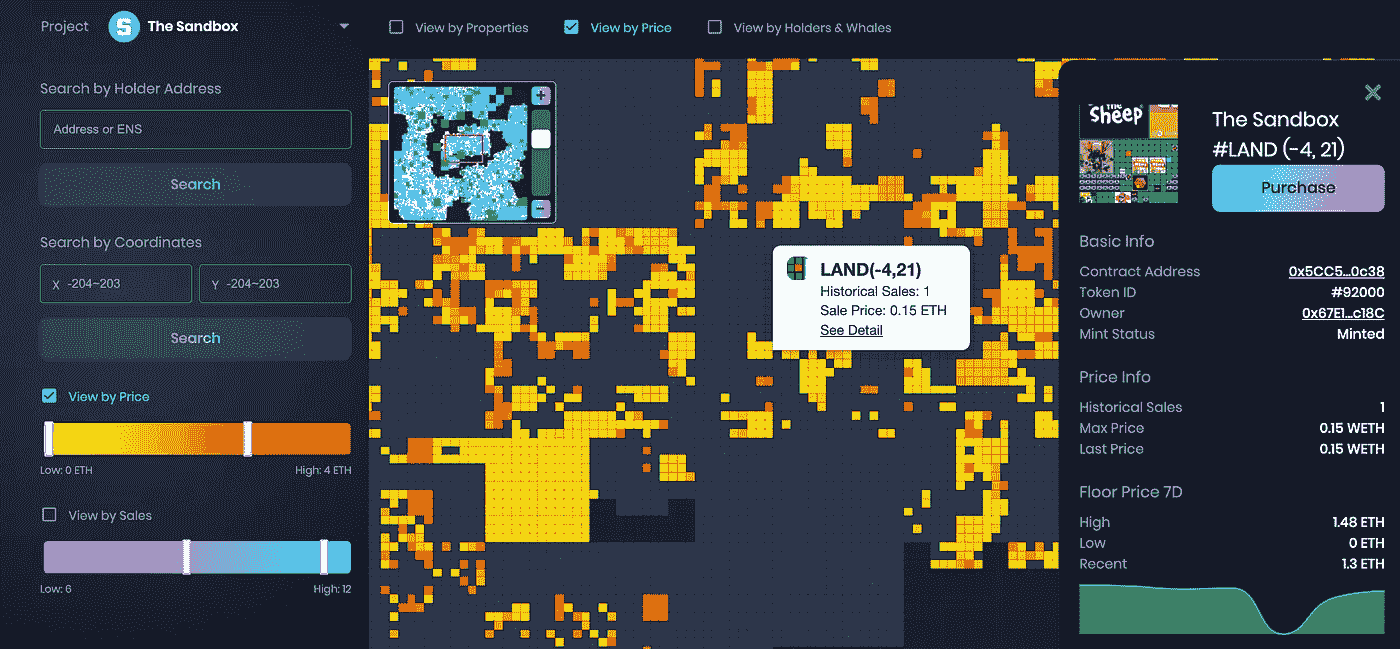 Project
S
The Sandbox
View by Properties
View by Price
View by Holders & Whales
Search by Holder Address
Address or ENS
Search
Search by Coordinates
X -204~203
Y -204~203
Search
View by Price
Low: 0 ETH
High: 4 ETH
View by Sales
Low: 6
High: 12
+
−
LAND(-4,21)
Historical Sales: 1
Sale Price: 0.15 ETH
See Detail
The
Sheep
The Sandbox
#LAND (-4, 21)
Purchase
Basic Info
Contract Address 0x5CC5...0c38
Token ID #92000
Owner 0x67E1...c18C
Mint Status Minted
Price Info
Historical Sales 1
Max Price 0.15 WETH
Last Price 0.15 WETH
Floor Price 7D
High 1.48 ETH
Low 0 ETH
Recent 1.3 ETH